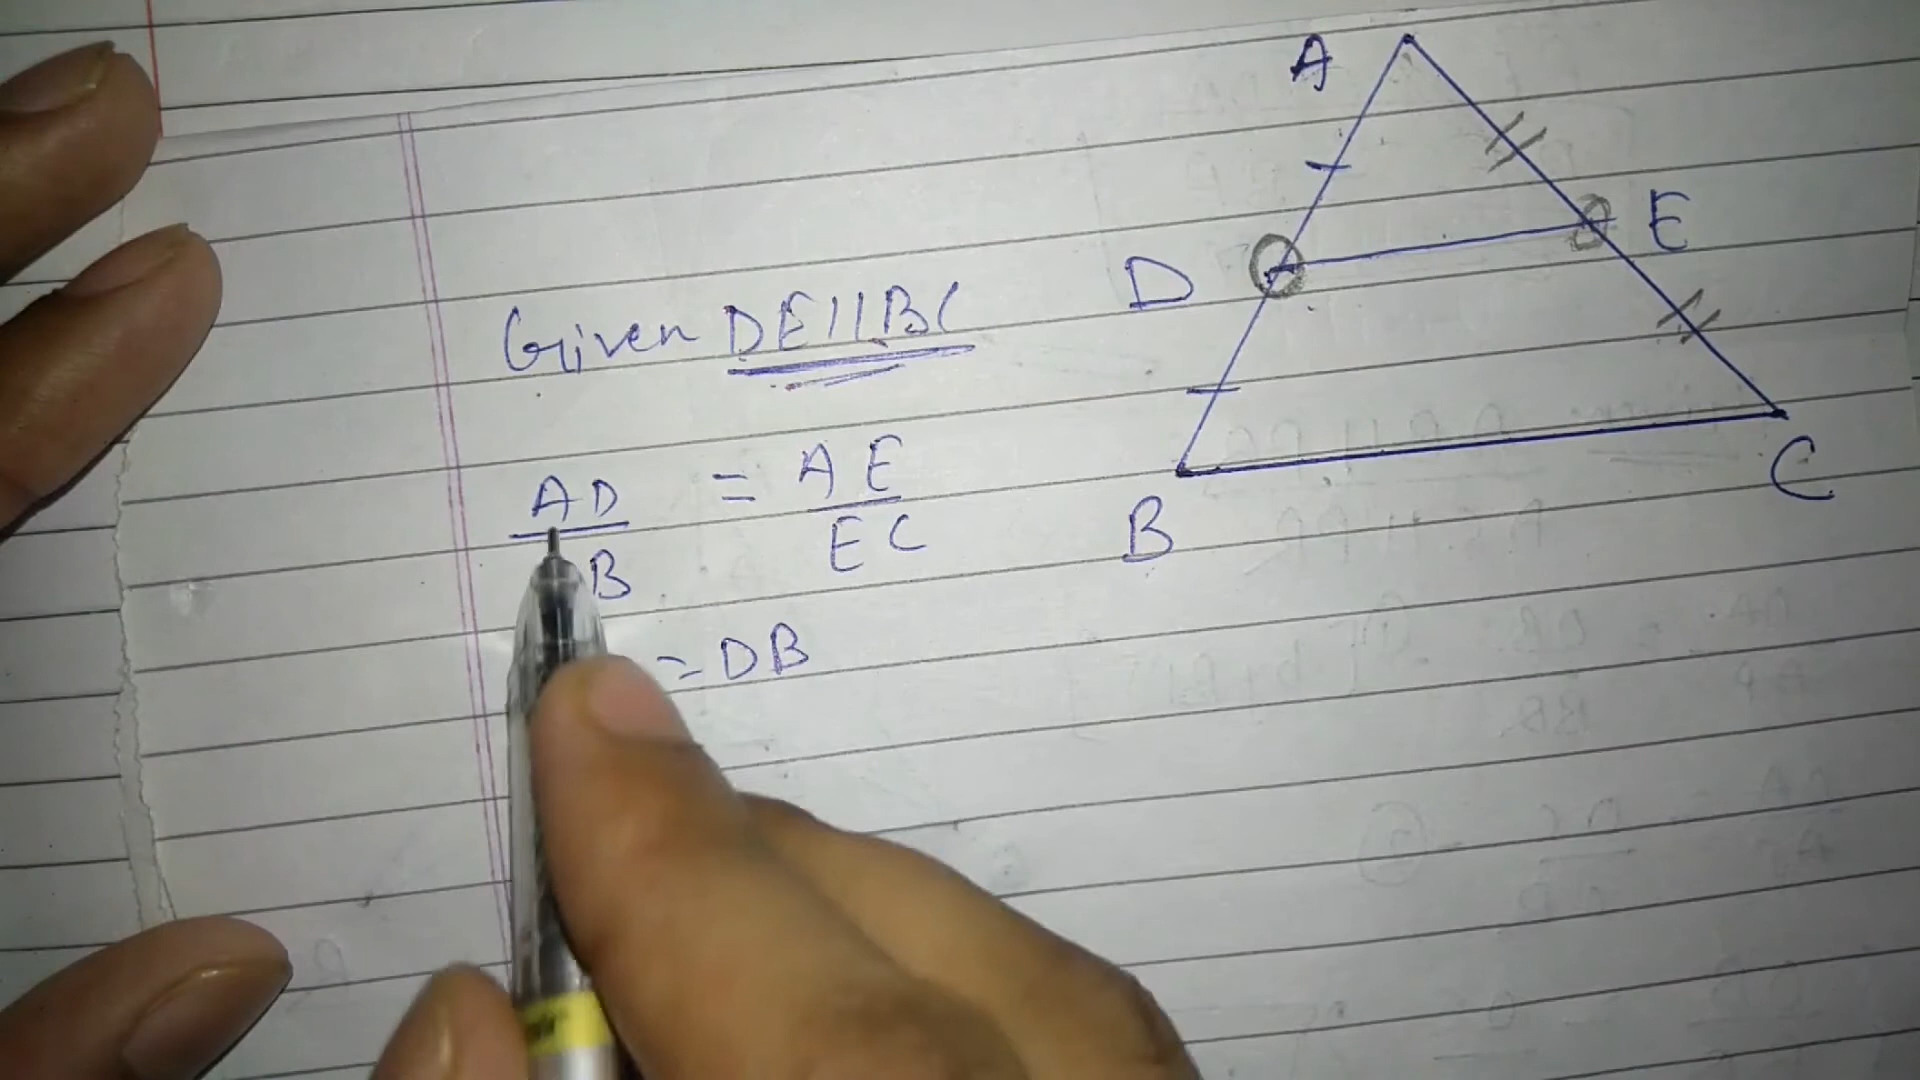 A
E
D
Given DE||BC
AD = AE
B EC
= DB
B
C